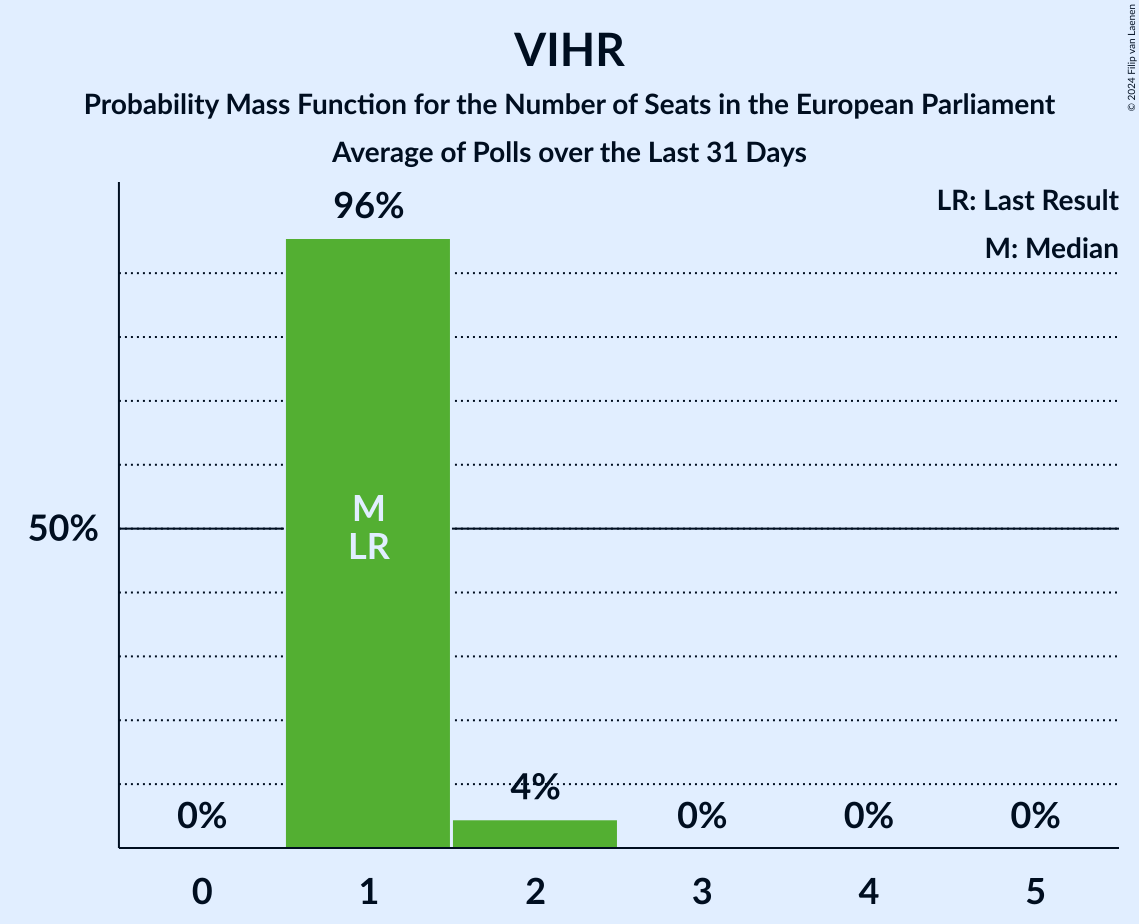 VIHR
Probability Mass Function for the Number of Seats in the European Parliament
Average of Polls over the Last 31 Days
© 2024 Filip van Laenen
LR: Last Result
M: Median
96%
50%
M
LR
0%
4%
0%
0%
0%
0 1 2 3 4 5